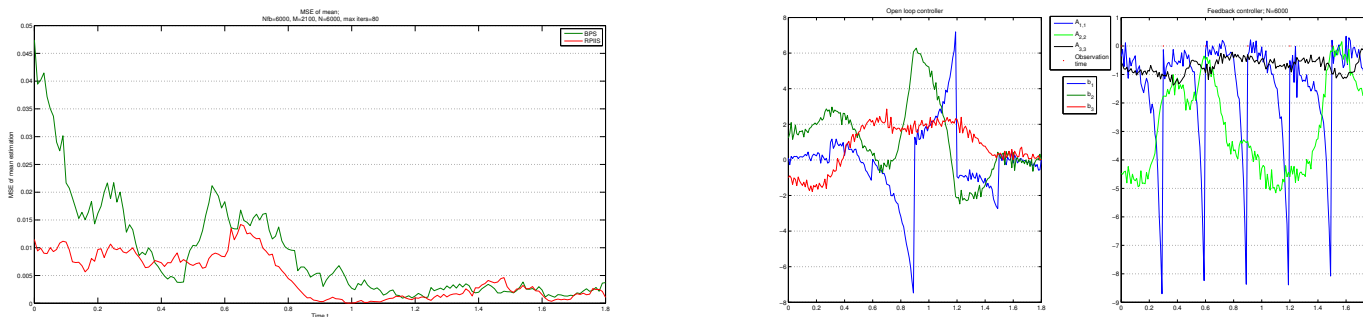 MSE of mean;
Nfb=6000, M=2100, N=6000, max iters=80
0.05
0.045
0.04
0.035
0.03
0.025
0.02
0.015
0.01
0.005
0
MSE of mean estimation
BPS
RPIIS
0 0.2 0.4 0.6 0.8 1 1.2 1.4 1.6 1.8
Time t
Open loop controller
8
6
4
2
0
−2
−4
−6
−8
0 0.2 0.4 0.6 0.8 1 1.2 1.4 1.6 1.8
A1,1
A2,2
A3,3
Observation
time
b1
b2
b3
Feedback controller; N=6000
1
0
−1
−2
−3
−4
−5
−6
−7
−8
−9
0 0.2 0.4 0.6 0.8 1 1.2 1.4 1.6